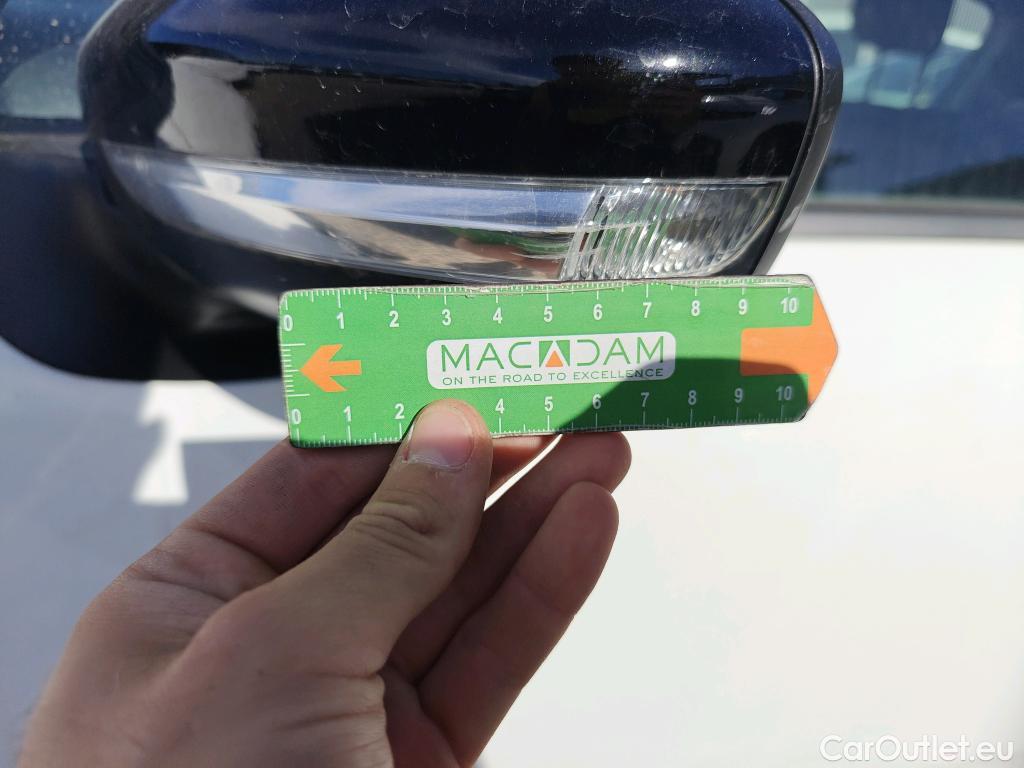 0 1 2 3 4 5 6 7 8 9 10
MACADAM
ON THE ROAD TO EXCELLENCE
0 1 2 4 5 6 7 8 9 10
CarOutlet.eu